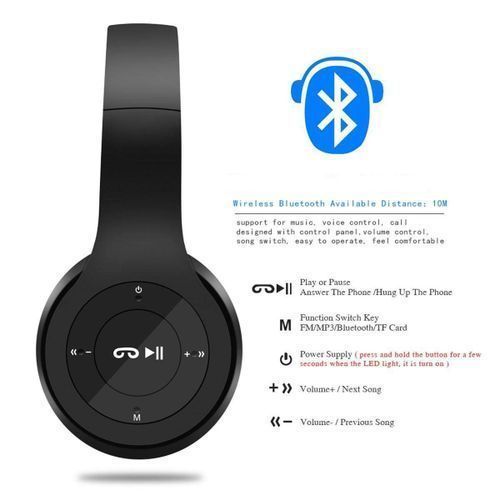 Wireless Bluetooth Available Distance: 10M
support for music, voice control, call
designed with control panel,volume control,
song switch, easy to operate, feel comfortable
Play or Pause
Answer The Phone /Hung Up The Phone
M
Function Switch Key
FM/MP3/Bluetooth/TF Card
Power Supply ( press and hold the button for a few
seconds when the LED light, it is turn on )
+
Volume+ / Next Song
−
Volume- / Previous Song
− +
M